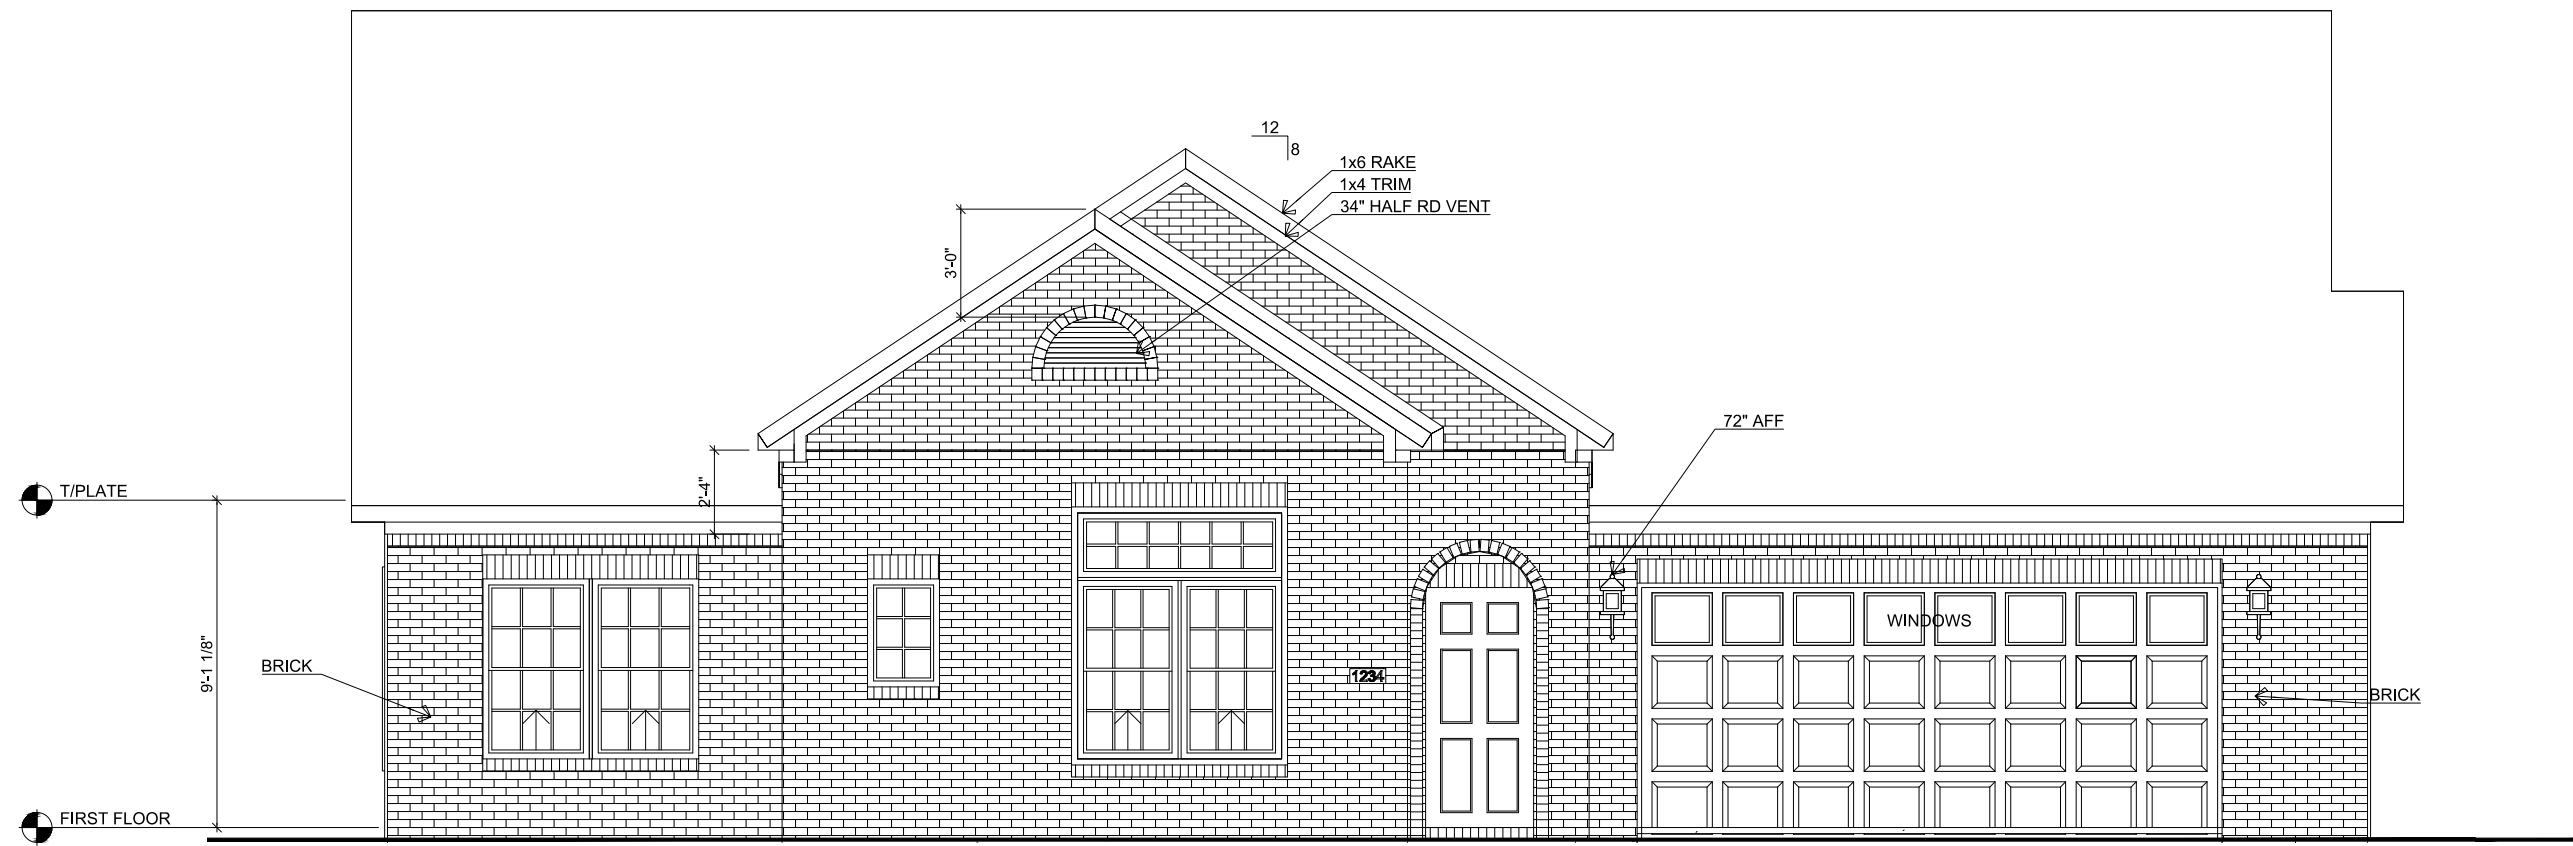 12
8
1x6 RAKE
1x4 TRIM
34" HALF RD VENT
3'-0"
72" AFF
T/PLATE
2'-4"
9'-1 1/8"
WINDOWS
BRICK
1234
BRICK
FIRST FLOOR